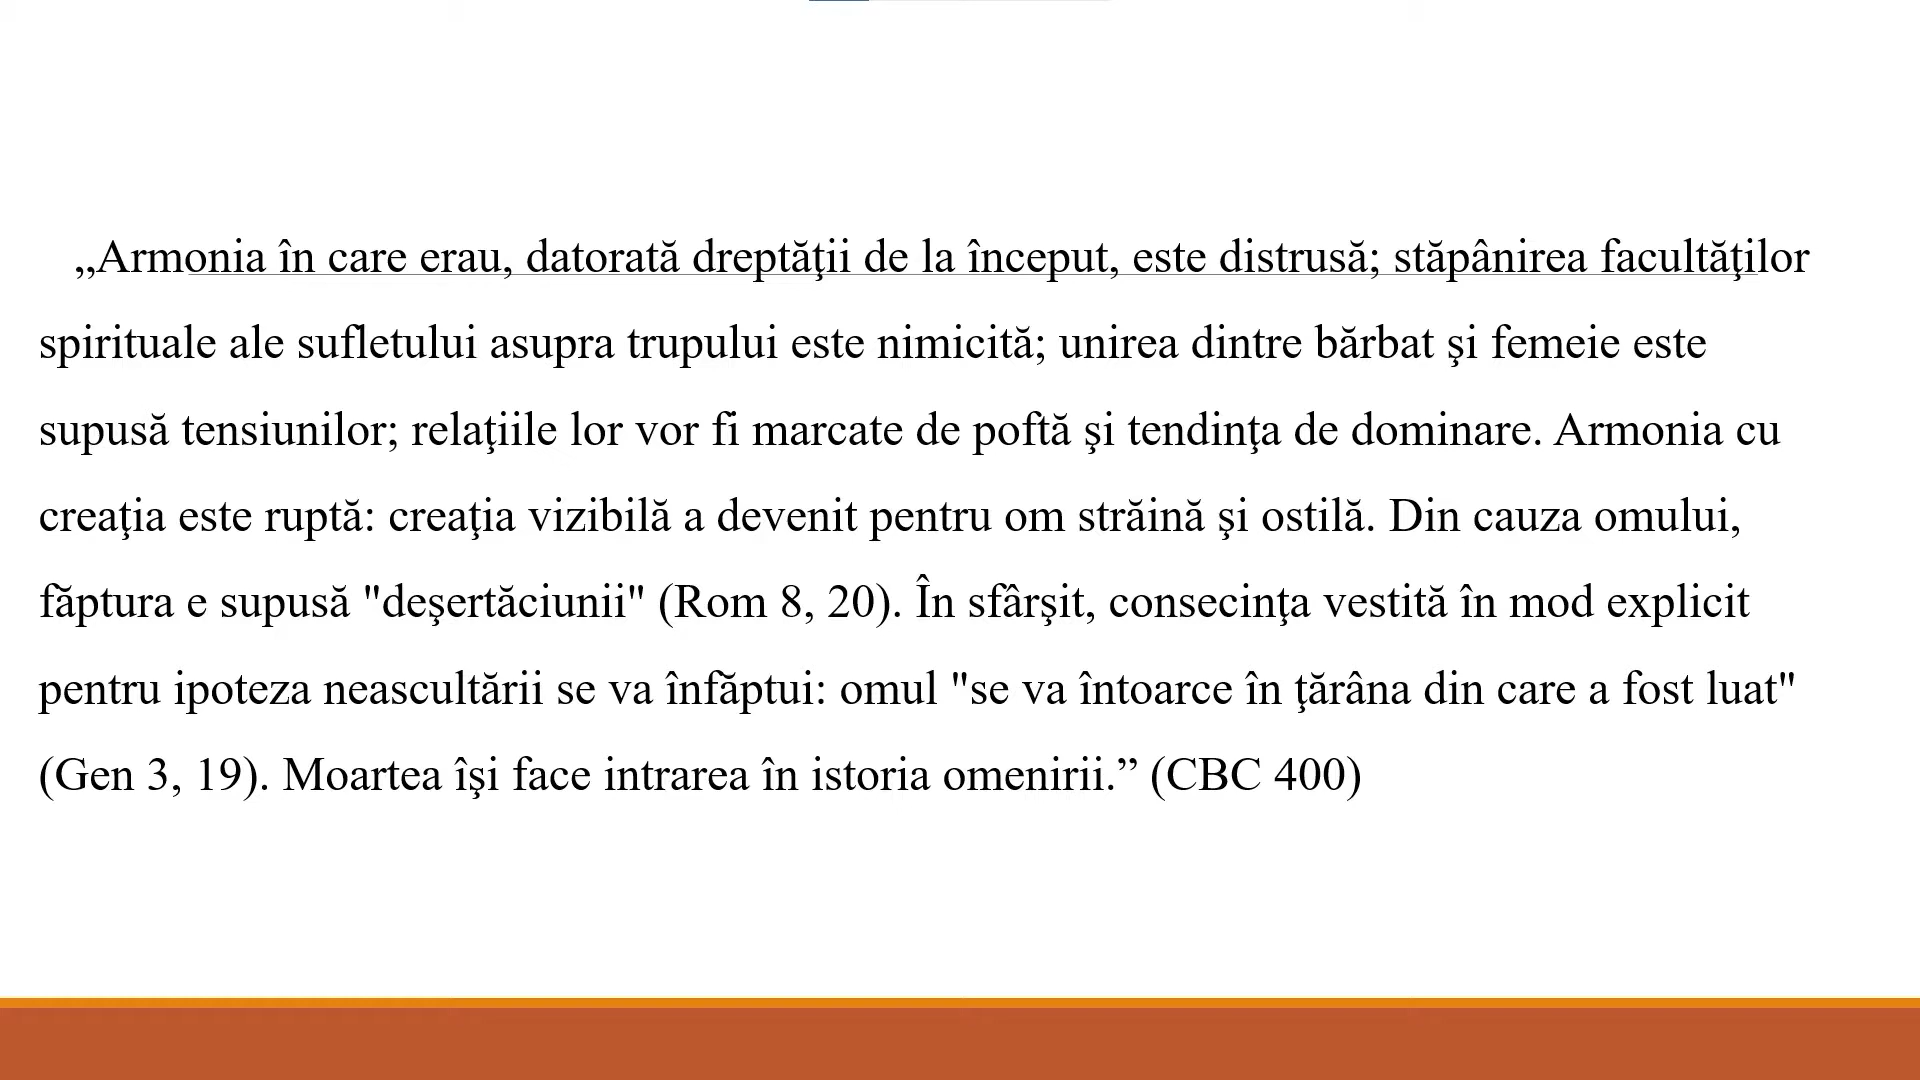 „Armonia în care erau, datorată dreptăţii de la început, este distrusă; stăpânirea facultăţilor
spirituale ale sufletului asupra trupului este nimicită; unirea dintre bărbat şi femeie este
supusă tensiunilor; relaţiile lor vor fi marcate de poftă şi tendinţa de dominare. Armonia cu
creaţia este ruptă: creaţia vizibilă a devenit pentru om străină şi ostilă. Din cauza omului,
făptura e supusă "deşertăciunii" (Rom 8, 20). În sfârşit, consecinţa vestită în mod explicit
pentru ipoteza neascultării se va înfăptui: omul "se va întoarce în ţărâna din care a fost luat"
(Gen 3, 19). Moartea îşi face intrarea în istoria omenirii.” (CBC 400)